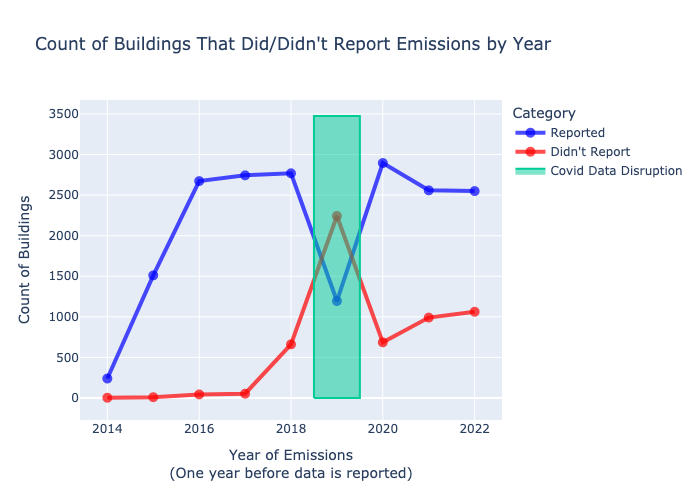 Count of Buildings That Did/Didn't Report Emissions by Year
Category
Reported
Didn't Report
Covid Data Disruption
Count of Buildings
3500
3000
2500
2000
1500
1000
500
0
2014
2016
2018
2020
2022
Year of Emissions
(One year before data is reported)